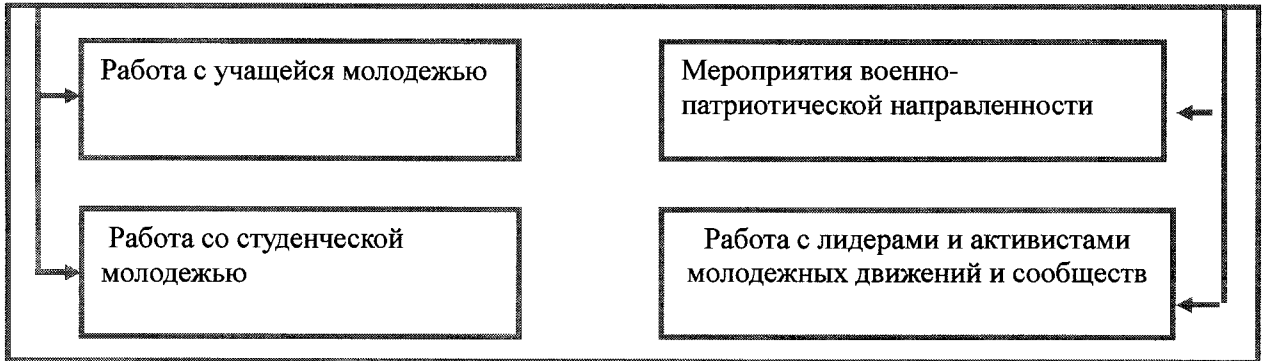 Работа с учащейся молодежью
Мероприятия военно-
патриотической направленности
Работа со студенческой
молодежью
Работа с лидерами и активистами
молодежных движений и сообществ